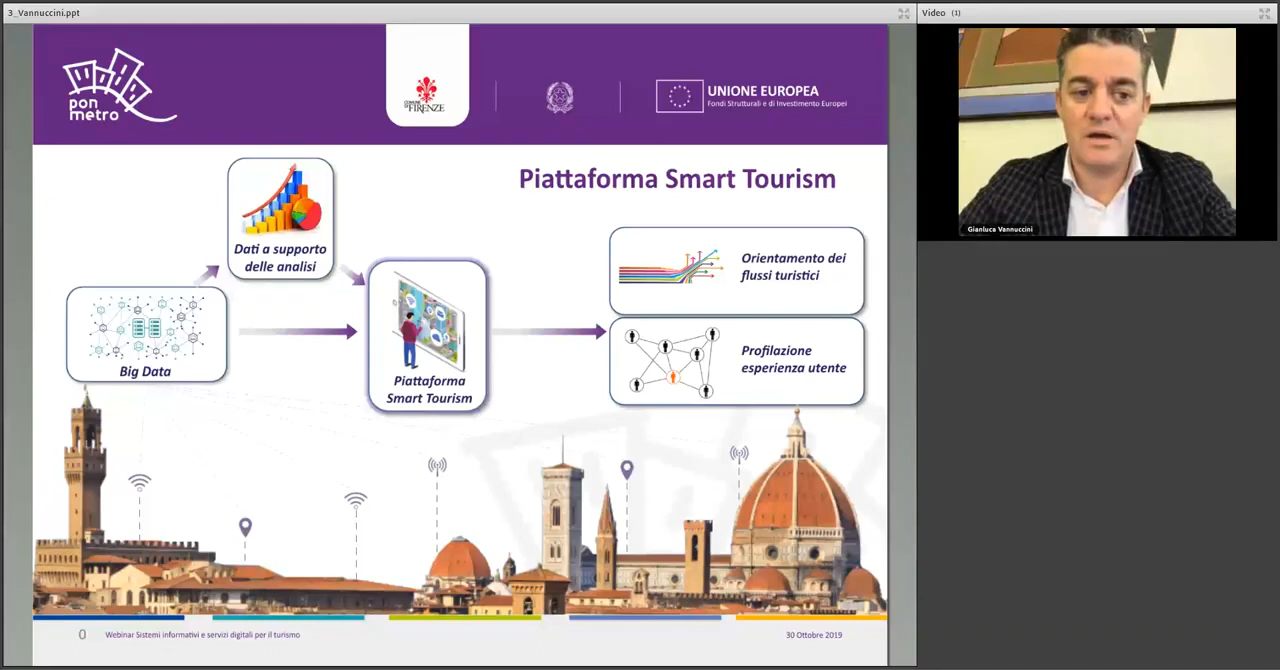 3_Vannuccini.ppt
Video (1)
pon
metro
COMUNE
DI FIRENZE
UNIONE EUROPEA
Fondi Strutturali e di Investimento Europei
Piattaforma Smart Tourism
Dati a supporto
delle analisi
Big Data
Piattaforma
Smart Tourism
Orientamento dei
flussi turistici
Profilazione
esperienza utente
Gianluca Vannuccini
0
Webinar Sistemi informativi e servizi digitali per il turismo
30 Ottobre 2019